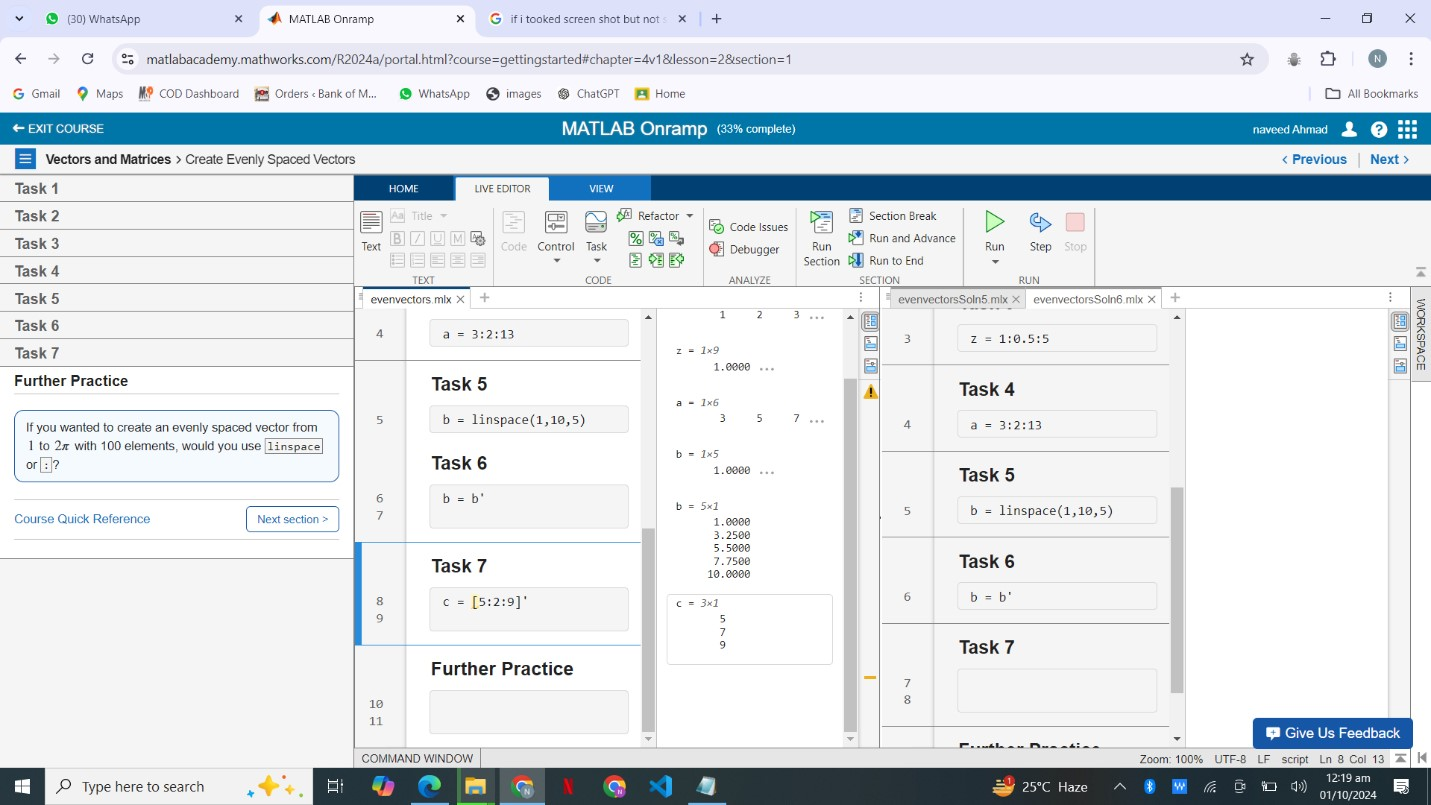 (30) WhatsApp
MATLAB Onramp
if i tooked screen shot but not s
matlabacademy.mathworks.com/R2024a/portal.html?course=gettingstarted#chapter=4v1&lesson=2&section=1
N
Gmail
Maps
COD Dashboard
Orders ‹ Bank of M...
WhatsApp
images
ChatGPT
Home
All Bookmarks
EXIT COURSE
MATLAB Onramp (33% complete)
naveed Ahmad
Vectors and Matrices > Create Evenly Spaced Vectors
< Previous
Next >
Task 1
Task 2
Task 3
Task 4
Task 5
Task 6
Task 7
Further Practice
If you wanted to create an evenly spaced vector from
1 to 2π with 100 elements, would you use linspace
or : ?
Course Quick Reference
Next section >
HOME
LIVE EDITOR
VIEW
Text
Aa Title
B I U M
TEXT
Code
Control
Task
Refactor
CODE
Code Issues
Debugger
ANALYZE
Run
Section
Section Break
Run and Advance
Run to End
SECTION
Run
Step
Stop
RUN
evenvectors.mlx
4
a = 3:2:13
Task 5
5
b = linspace(1,10,5)
Task 6
6
b = b'
7
Task 7
8
c = [5:2:9]'
9
Further Practice
10
11
1 2 3 ...
z = 1×9
1.0000 ...
a = 1×6
3 5 7 ...
b = 1×5
1.0000 ...
b = 5×1
1.0000
3.2500
5.5000
7.7500
10.0000
c = 3×1
5
7
9
evenvectorsSoln5.mlx
evenvectorsSoln6.mlx
3
z = 1:0.5:5
Task 4
4
a = 3:2:13
Task 5
5
b = linspace(1,10,5)
Task 6
6
b = b'
Task 7
7
8
Further Practice
WORKSPACE
Give Us Feedback
COMMAND WINDOW
Zoom: 100% UTF-8 LF script Ln 8 Col 13
Type here to search
25°C Haze
12:19 am
01/10/2024